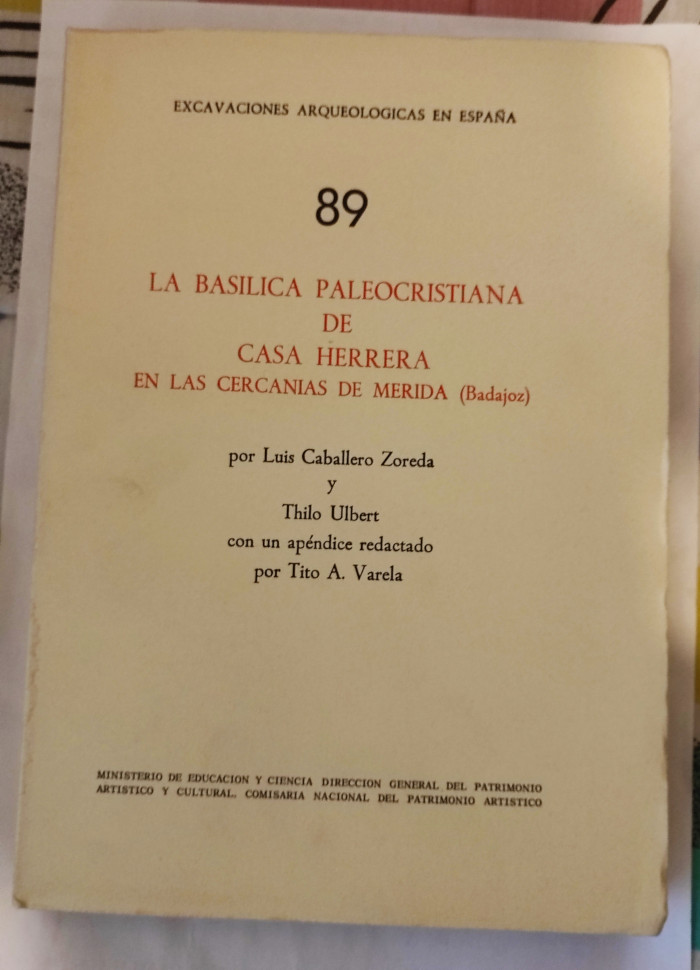 EXCAVACIONES ARQUEOLOGICAS EN ESPAÑA
89
LA BASILICA PALEOCRISTIANA
DE
CASA HERRERA
EN LAS CERCANIAS DE MERIDA (Badajoz)
por Luis Caballero Zoreda
y
Thilo Ulbert
con un apéndice redactado
por Tito A. Varela
MINISTERIO DE EDUCACION Y CIENCIA DIRECCION GENERAL DEL PATRIMONIO
ARTISTICO Y CULTURAL. COMISARIA NACIONAL DEL PATRIMONIO ARTISTICO